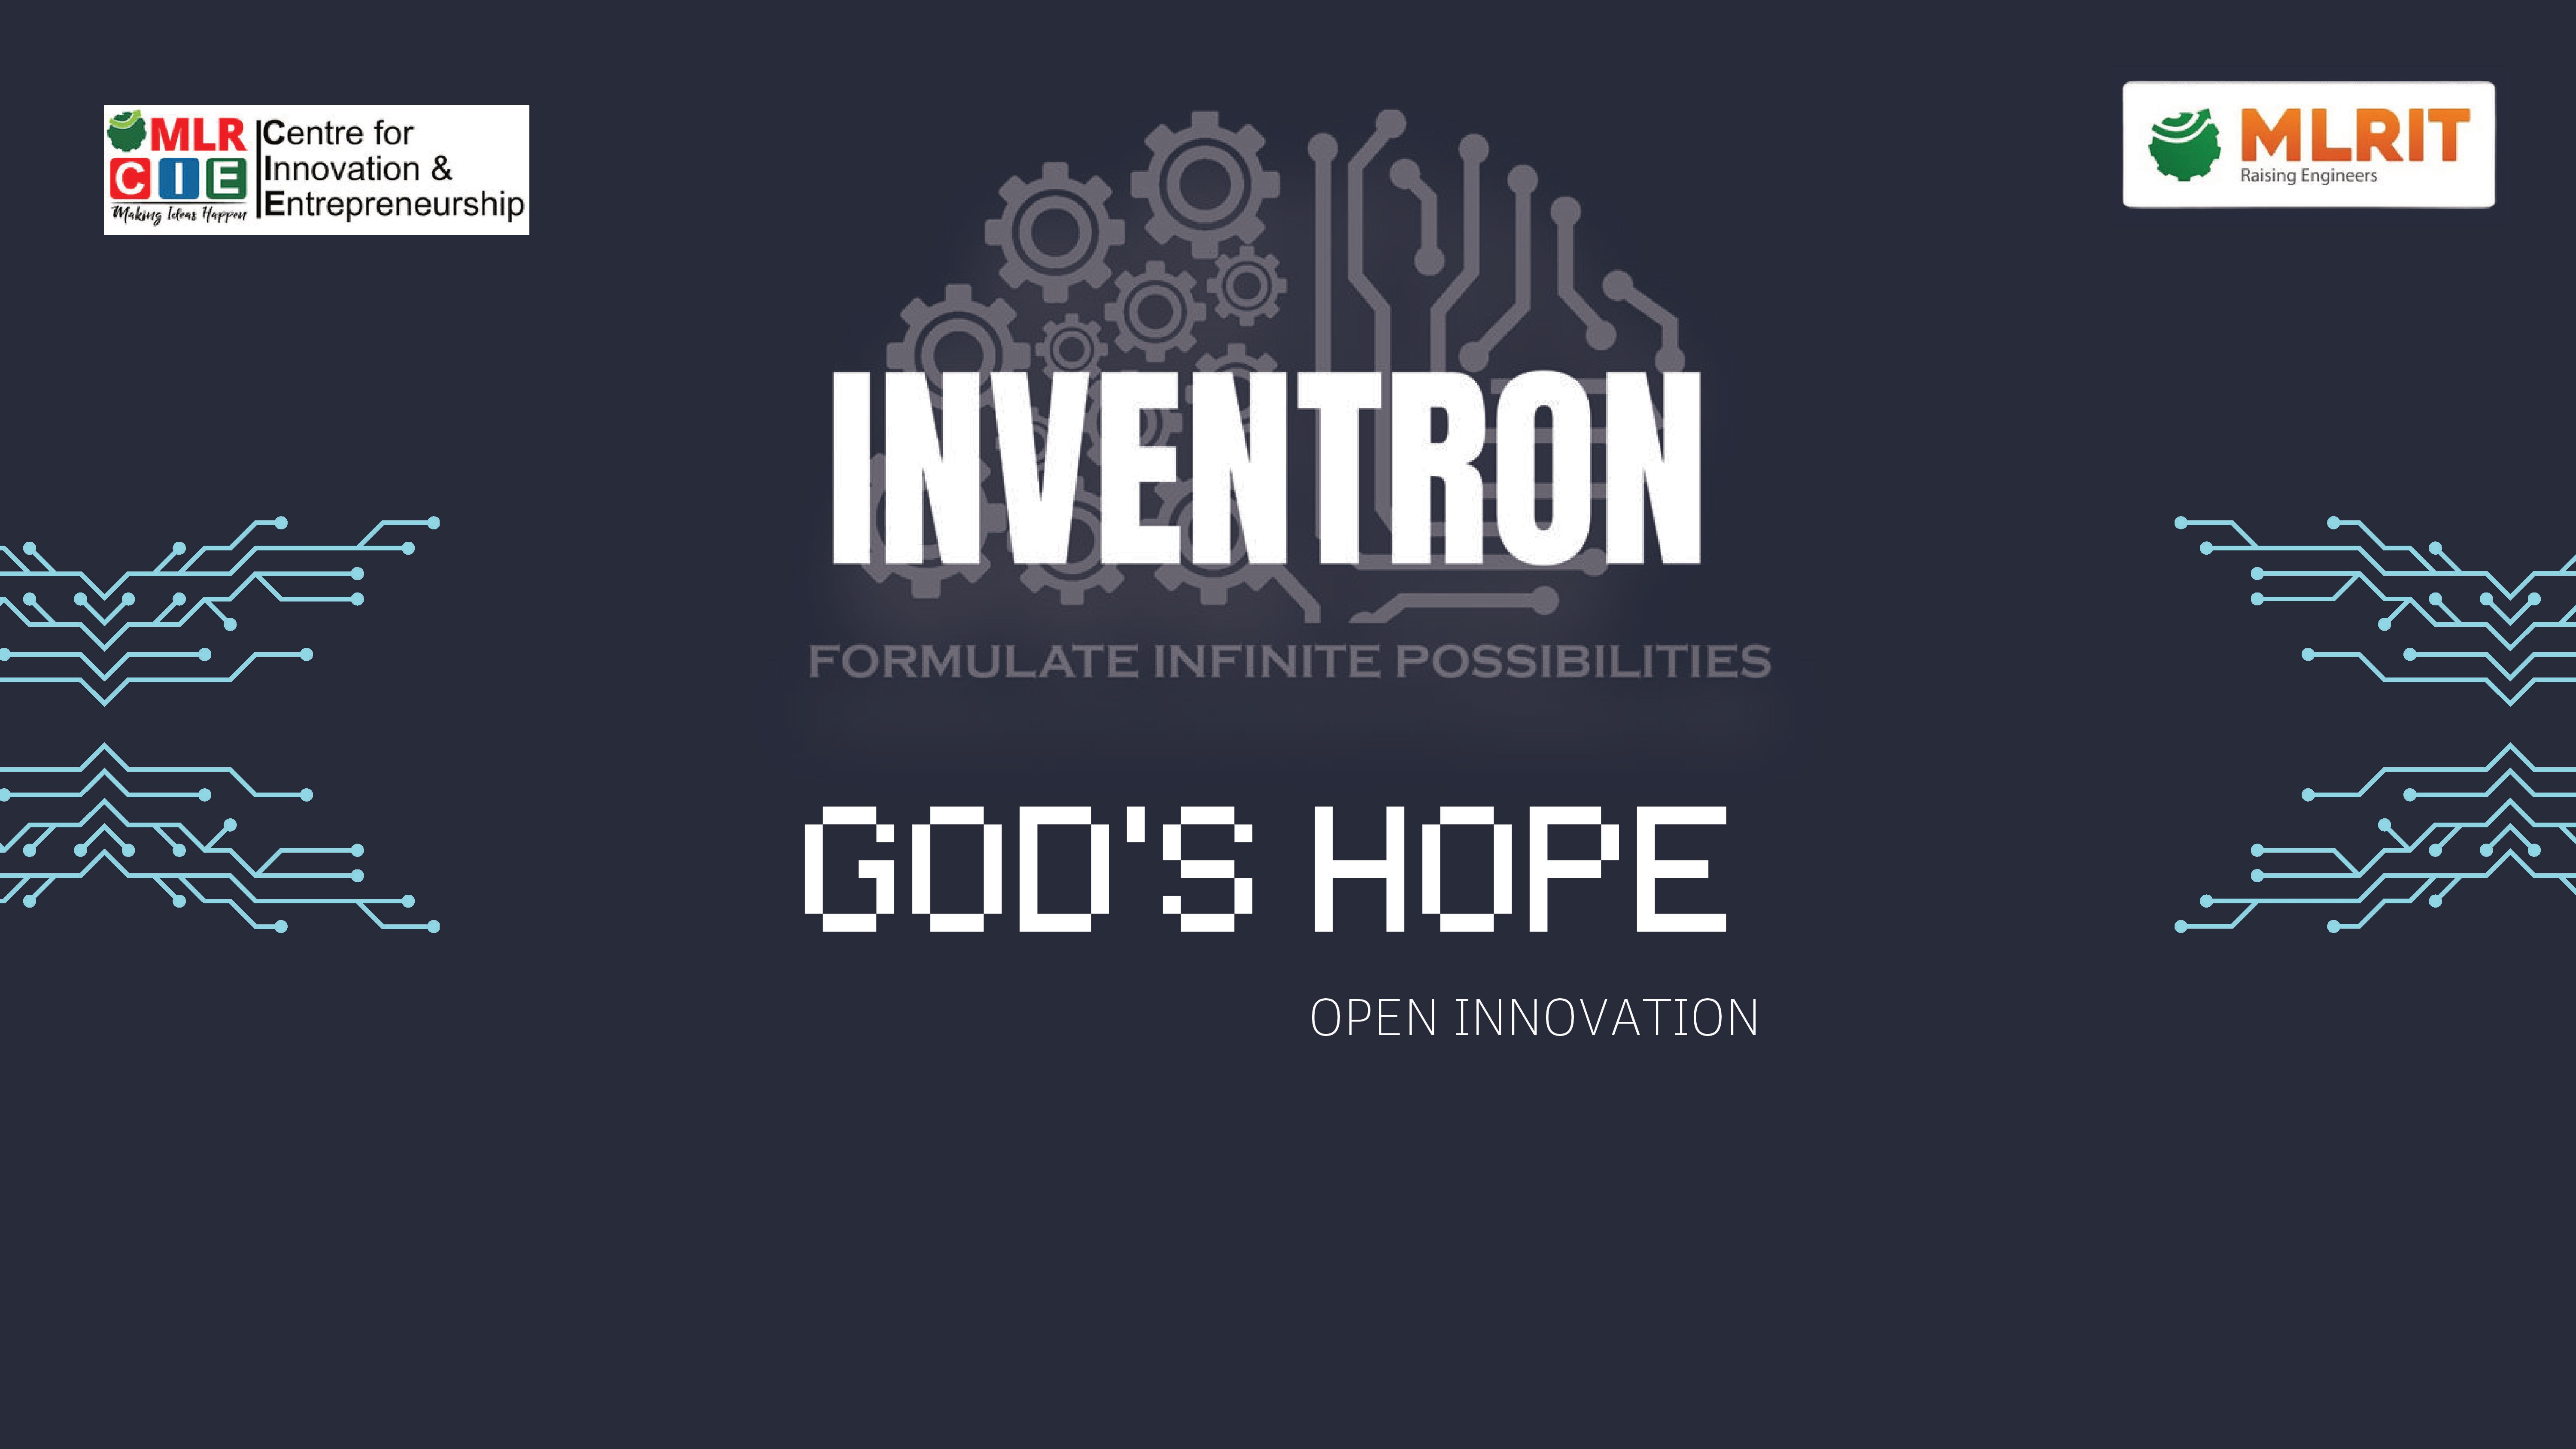 MLR
CIE
Making Ideas Happen
Centre for
Innovation &
Entrepreneurship
MLRIT
Raising Engineers
INVENTRON
FORMULATE INFINITE POSSIBILITIES
GOD'S HOPE
OPEN INNOVATION